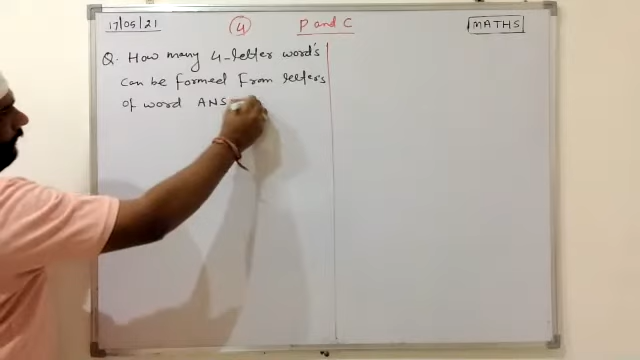 17/05/21
4
P and C
MATHS
Q. How many 4-letter word's
can be formed from letters
of word ANS